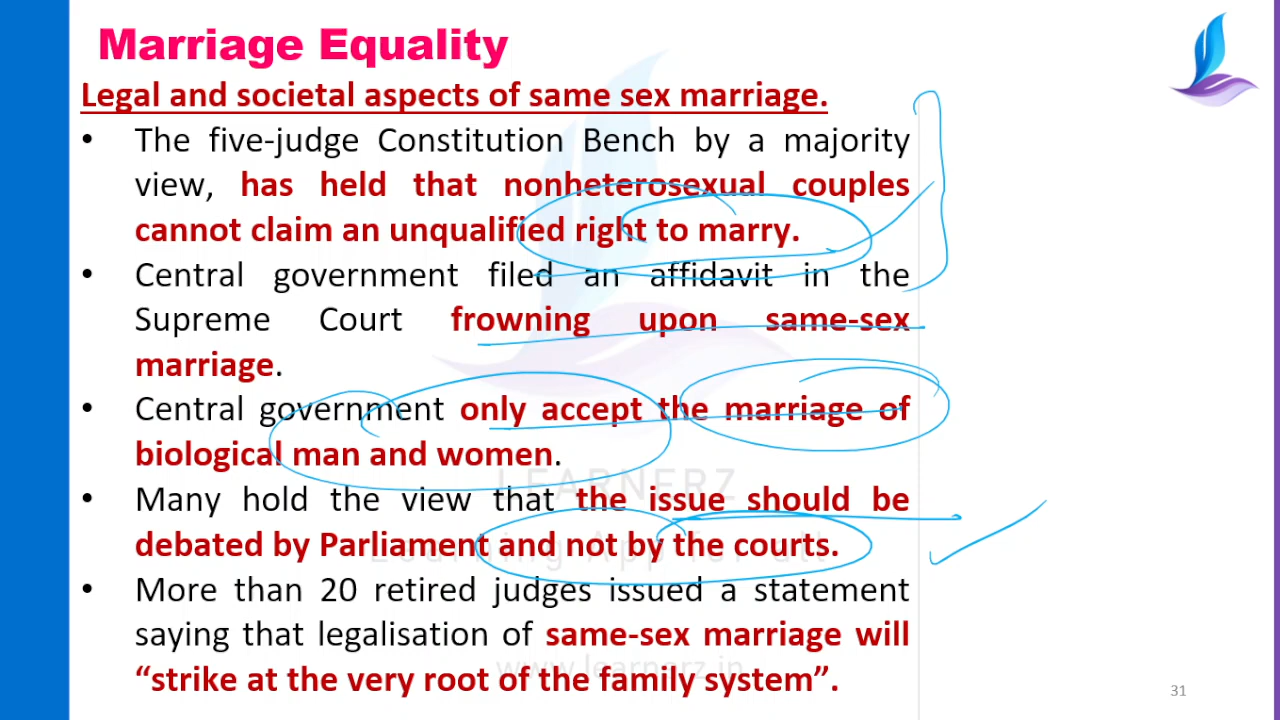 Marriage Equality
Legal and societal aspects of same sex marriage.
• The five-judge Constitution Bench by a majority
view, has held that nonheterosexual couples
cannot claim an unqualified right to marry.
• Central government filed an affidavit in the
Supreme Court frowning upon same-sex
marriage.
• Central government only accept the marriage of
biological man and women.
• Many hold the view that the issue should be
debated by Parliament and not by the courts.
• More than 20 retired judges issued a statement
saying that legalisation of same-sex marriage will
“strike at the very root of the family system”.
LEARNERZ
Learning App for all
www.learnerz.in
31